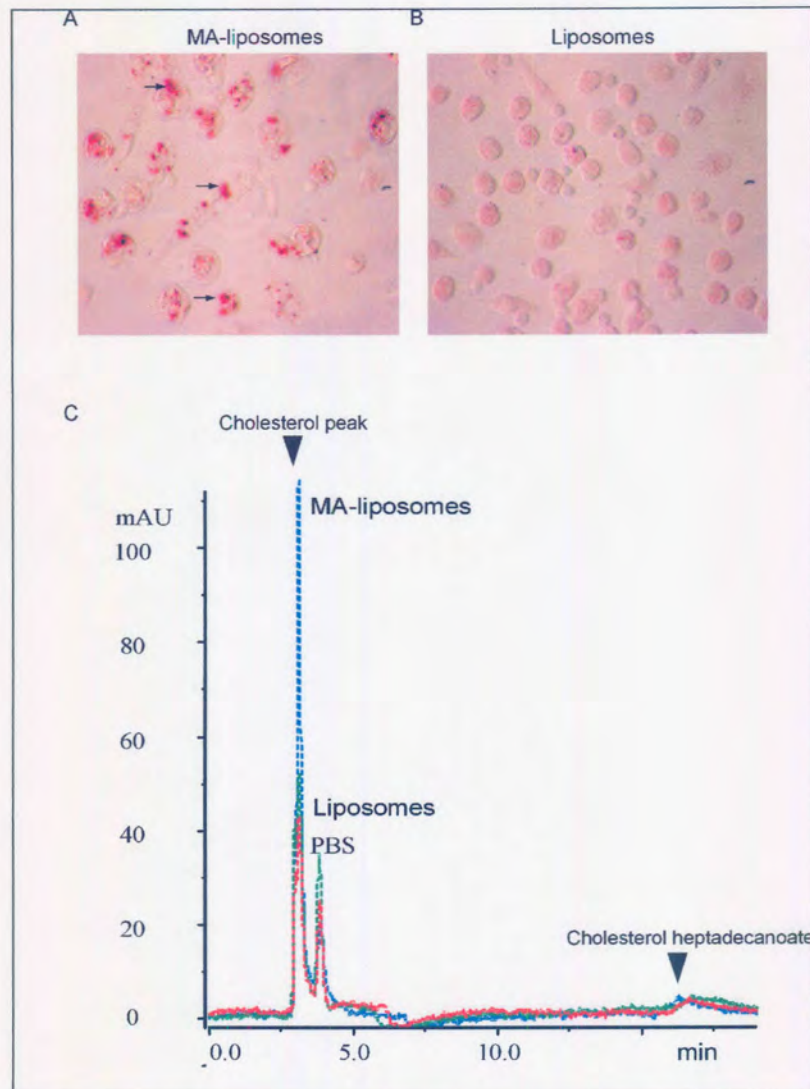 A
MA-liposomes
B
Liposomes
C
Cholesterol peak
mAU
MA-liposomes
100
80
60
Liposomes
40
PBS
20
Cholesterol heptadecanoate
0
0.0
5.0
10.0
min